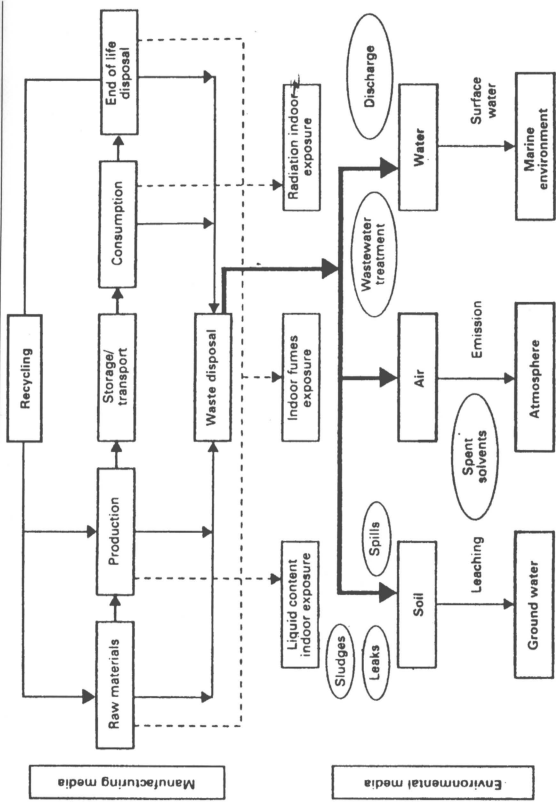 Recycling
Raw materials
Production
Storage/
transport
Consumption
End of life
disposal
Waste disposal
Liquid content
indoor exposure
Indoor fumes
exposure
Radiation indoor
exposure
Sludges
Leaks
Spills
Wastewater
treatment
Discharge
Soil
Air
Water
Leaching
Spent
solvents
Emission
Surface
water
Ground water
Atmosphere
Marine
environment
Manufacturing media
Environmental media